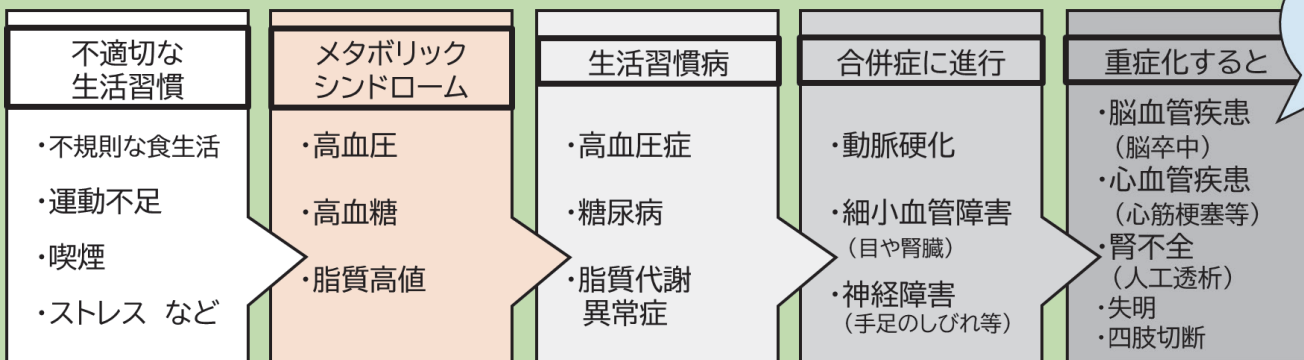 不適切な
生活習慣
・不規則な食生活
・運動不足
・喫煙
・ストレス など
メタボリック
シンドローム
・高血圧
・高血糖
・脂質高値
生活習慣病
・高血圧症
・糖尿病
・脂質代謝
異常症
合併症に進行
・動脈硬化
・細小血管障害
（目や腎臓）
・神経障害
（手足のしびれ等）
重症化すると
・脳血管疾患
（脳卒中）
・心血管疾患
（心筋梗塞等）
・腎不全
（人工透析）
・失明
・四肢切断